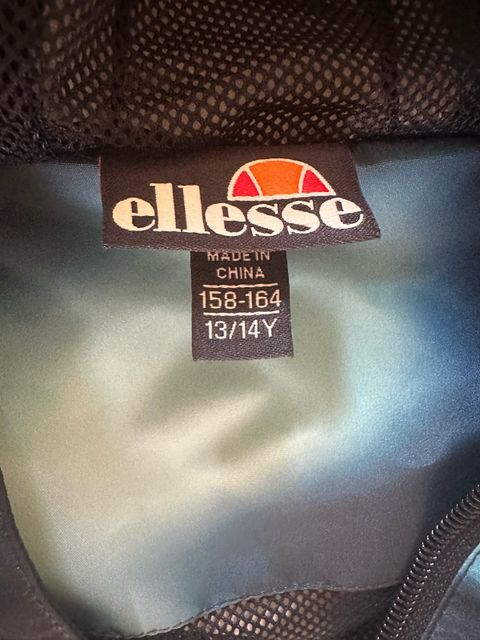 ellesse
MADE IN
CHINA
158-164
13/14Y